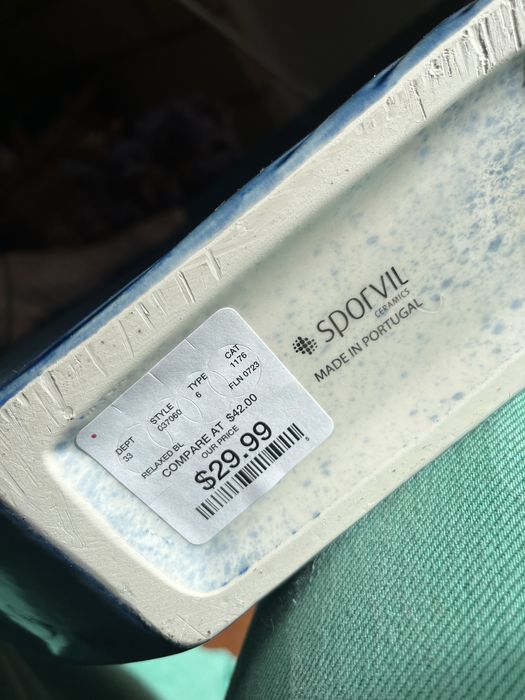 sporvil
CERAMICS
MADE IN PORTUGAL
DEPT STYLE TYPE CAT
33 037060 6 1176
RELAXED BL FLN 0723
COMPARE AT $42.00
OUR PRICE
$29.99
5